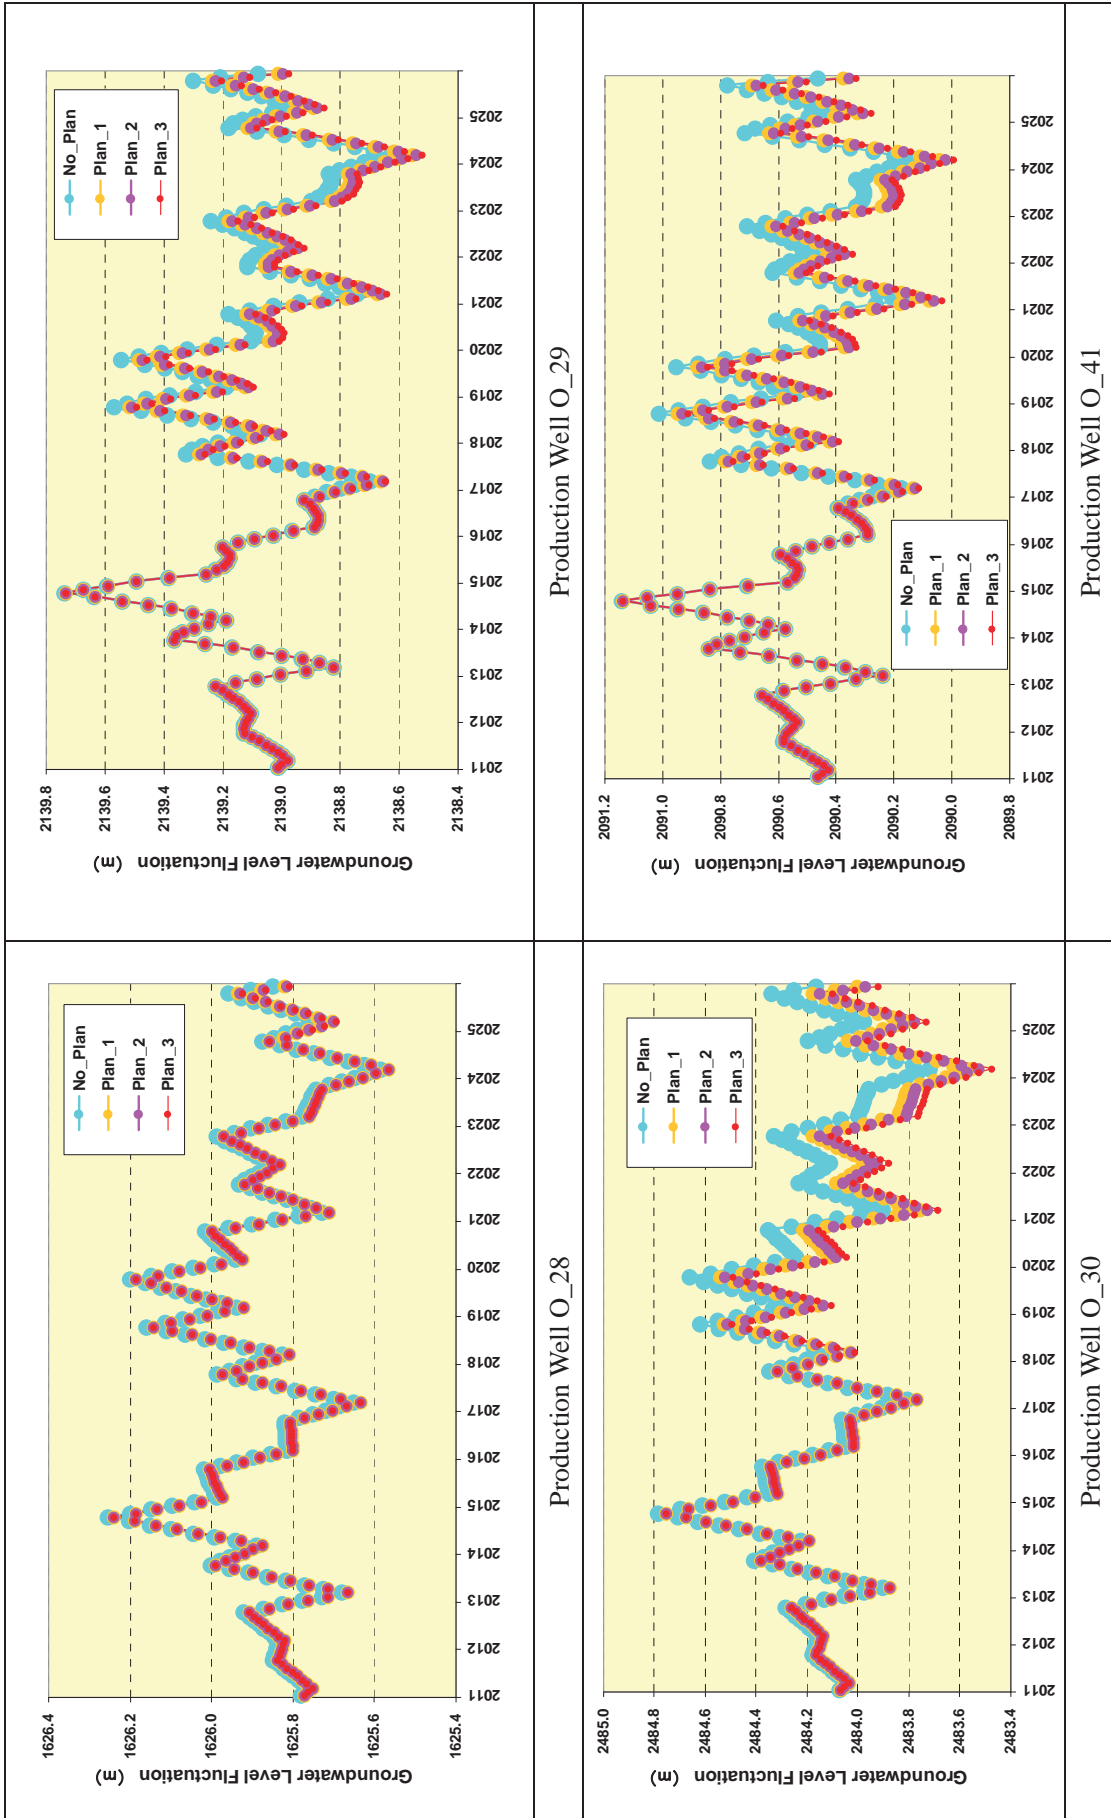 Groundwater Level Fluctuation (m)
1626.4
1626.2
1626.0
1625.8
1625.6
1625.4
2011 2012 2013 2014 2015 2016 2017 2018 2019 2020 2021 2022 2023 2024 2025
No_Plan
Plan_1
Plan_2
Plan_3
Production Well O_28
Groundwater Level Fluctuation (m)
2139.8
2139.6
2139.4
2139.2
2139.0
2138.8
2138.6
2138.4
2011 2012 2013 2014 2015 2016 2017 2018 2019 2020 2021 2022 2023 2024 2025
No_Plan
Plan_1
Plan_2
Plan_3
Production Well O_29
Groundwater Level Fluctuation (m)
2485.0
2484.8
2484.6
2484.4
2484.2
2484.0
2483.8
2483.6
2483.4
2011 2012 2013 2014 2015 2016 2017 2018 2019 2020 2021 2022 2023 2024 2025
No_Plan
Plan_1
Plan_2
Plan_3
Production Well O_30
Groundwater Level Fluctuation (m)
2091.2
2091.0
2090.8
2090.6
2090.4
2090.2
2090.0
2089.8
2011 2012 2013 2014 2015 2016 2017 2018 2019 2020 2021 2022 2023 2024 2025
No_Plan
Plan_1
Plan_2
Plan_3
Production Well O_41